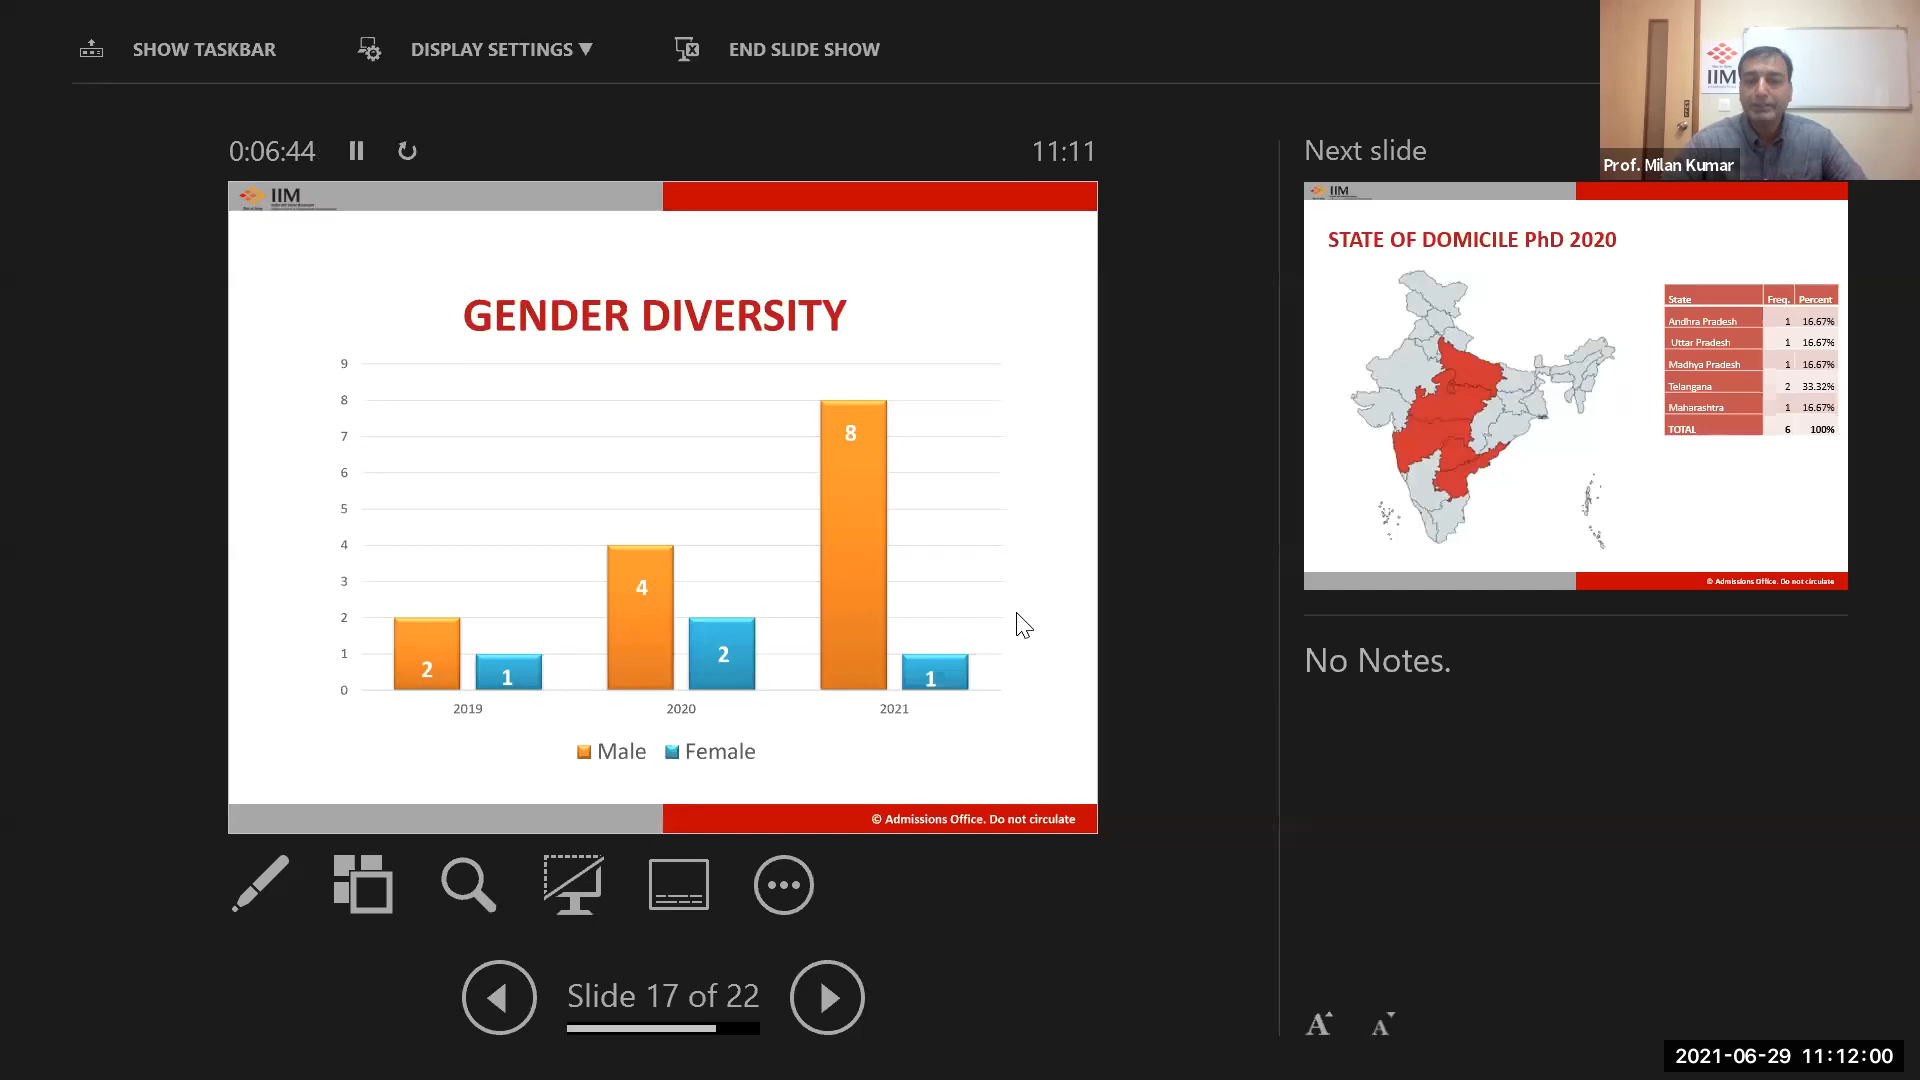 SHOW TASKBAR
DISPLAY SETTINGS ▼
END SLIDE SHOW
IIM
Prof. Milan Kumar
0:06:44
11:11
IIM
GENDER DIVERSITY
9
8
7
6
5
4
3
2
1
0
2
1
4
2
8
1
2019
2020
2021
Male
Female
© Admissions Office. Do not circulate
Slide 17 of 22
Next slide
IIM
STATE OF DOMICILE PhD 2020
State Freq. Percent
Andhra Pradesh 1 16.67%
Uttar Pradesh 1 16.67%
Madhya Pradesh 1 16.67%
Telangana 2 33.32%
Maharashtra 1 16.67%
TOTAL 6 100%
© Admissions Office. Do not circulate
No Notes.
A A
2021-06-29 11:12:00